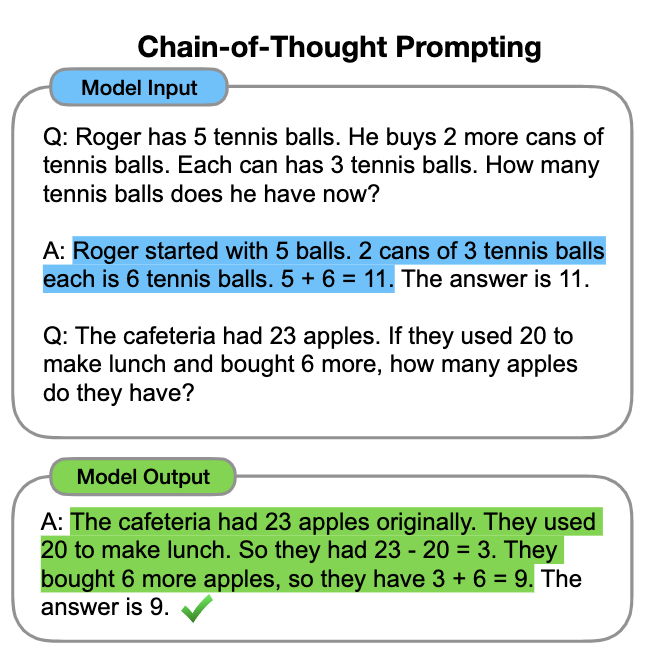 Chain-of-Thought Prompting
Model Input
Q: Roger has 5 tennis balls. He buys 2 more cans of
tennis balls. Each can has 3 tennis balls. How many
tennis balls does he have now?
A: Roger started with 5 balls. 2 cans of 3 tennis balls
each is 6 tennis balls. 5 + 6 = 11. The answer is 11.
Q: The cafeteria had 23 apples. If they used 20 to
make lunch and bought 6 more, how many apples
do they have?
Model Output
A: The cafeteria had 23 apples originally. They used
20 to make lunch. So they had 23 - 20 = 3. They
bought 6 more apples, so they have 3 + 6 = 9. The
answer is 9.